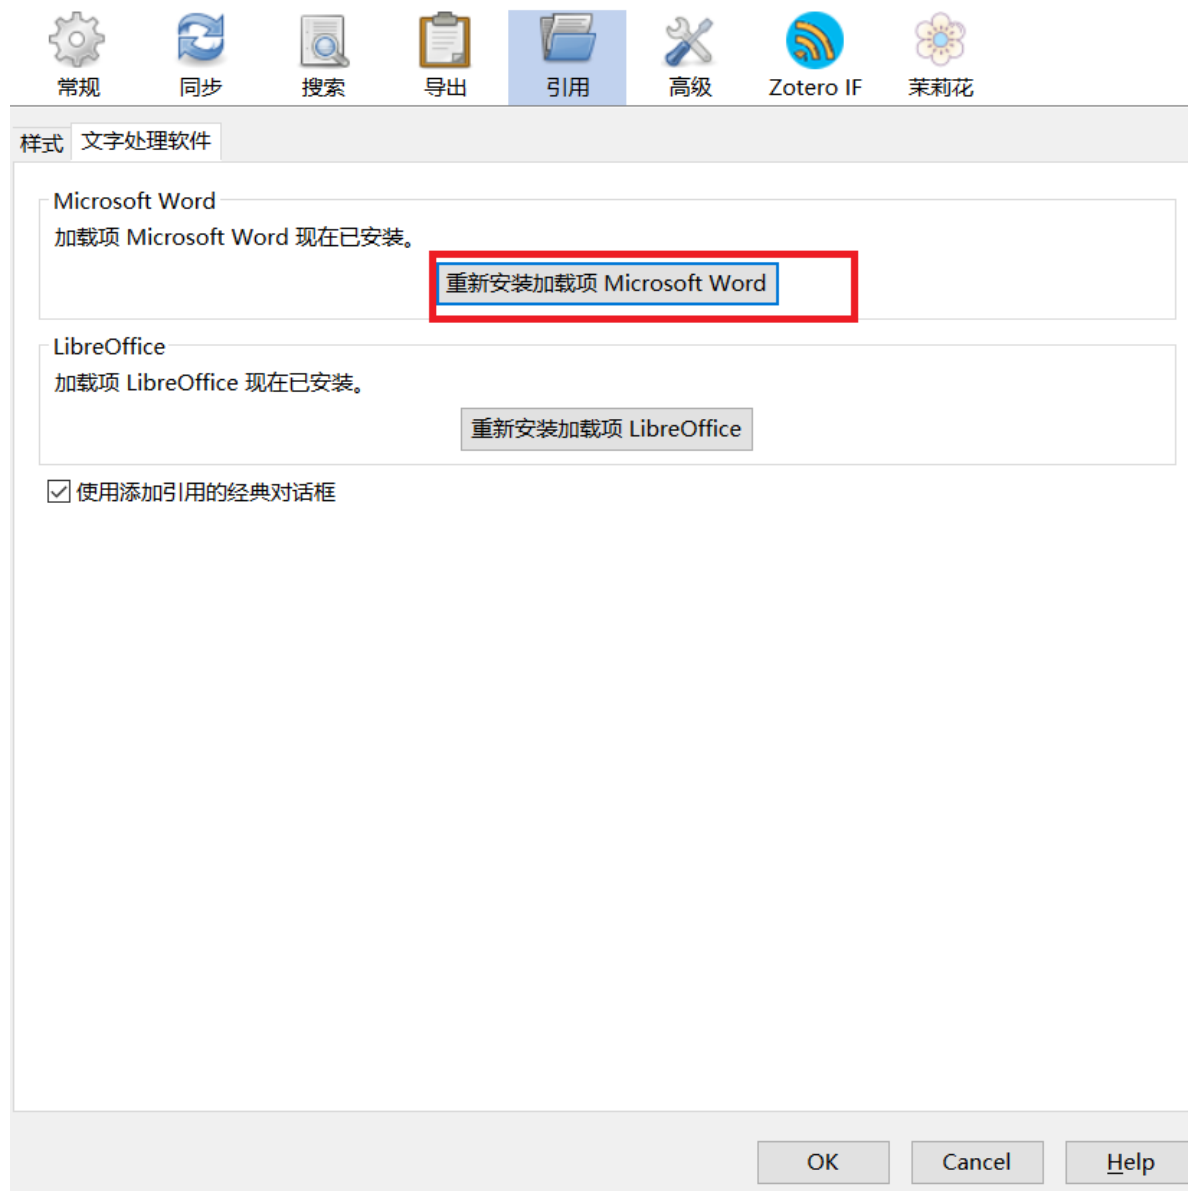 常规 同步 搜索 导出 引用 高级 Zotero IF 茉莉花
样式 文字处理软件
Microsoft Word
加载项 Microsoft Word 现在已安装。
重新安装加载项 Microsoft Word
LibreOffice
加载项 LibreOffice 现在已安装。
重新安装加载项 LibreOffice
使用添加引用的经典对话框
OK Cancel Help